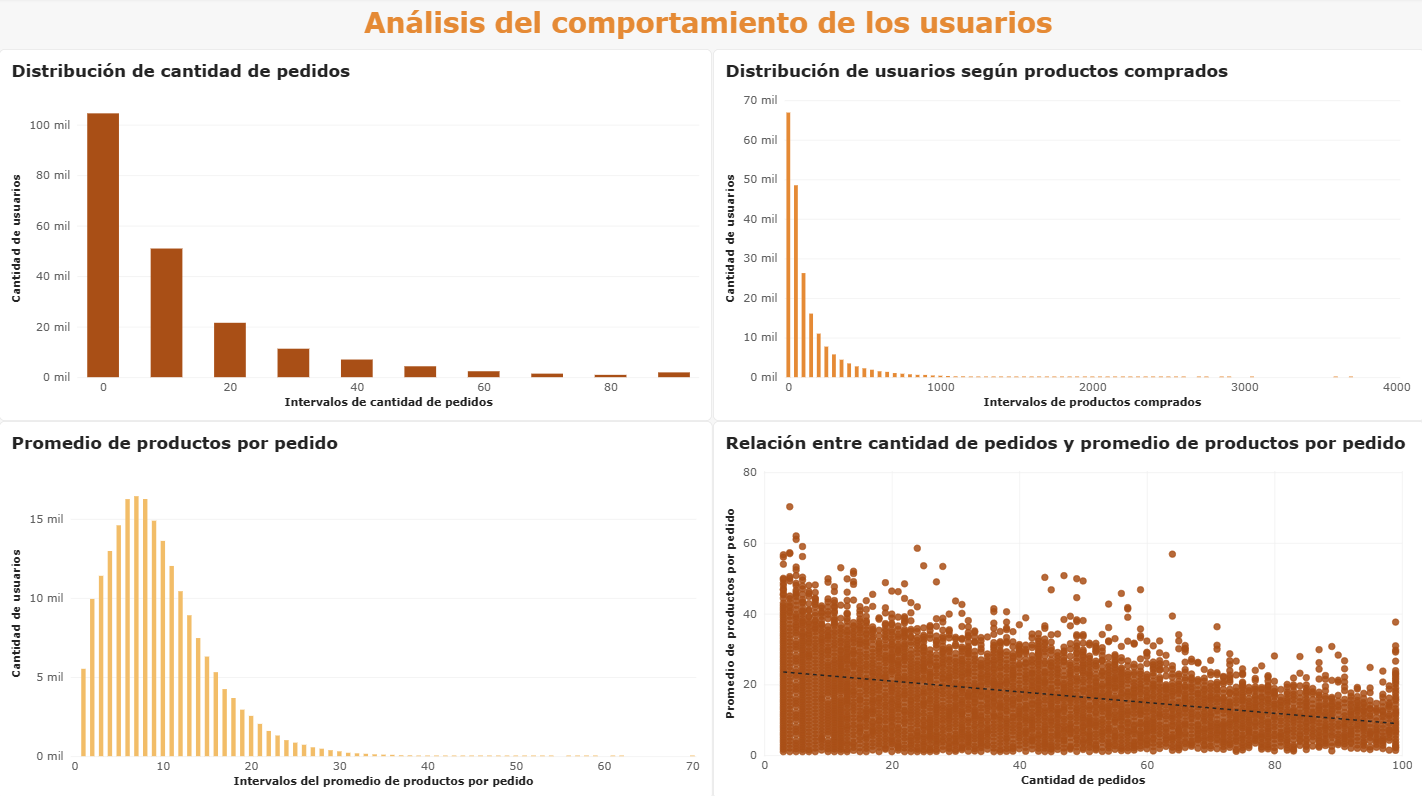 Análisis del comportamiento de los usuarios
Distribución de cantidad de pedidos
Cantidad de usuarios
100 mil
80 mil
60 mil
40 mil
20 mil
0 mil
0 20 40 60 80
Intervalos de cantidad de pedidos
Distribución de usuarios según productos comprados
Cantidad de usuarios
70 mil
60 mil
50 mil
40 mil
30 mil
20 mil
10 mil
0 mil
0 1000 2000 3000 4000
Intervalos de productos comprados
Promedio de productos por pedido
Cantidad de usuarios
15 mil
10 mil
5 mil
0 mil
0 10 20 30 40 50 60 70
Intervalos del promedio de productos por pedido
Relación entre cantidad de pedidos y promedio de productos por pedido
Promedio de productos por pedido
80
60
40
20
0
0 20 40 60 80 100
Cantidad de pedidos